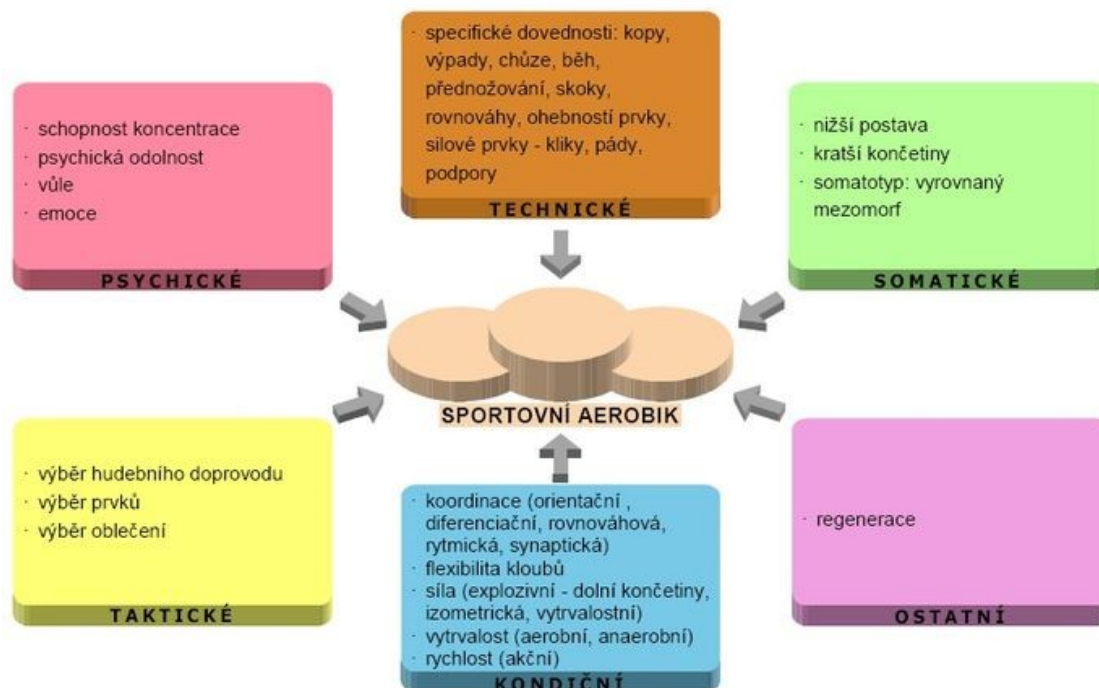 · specifické dovednosti: kopy,
výpady, chůze, běh,
přednožování, skoky,
rovnováhy, ohebností prvky,
silové prvky - kliky, pády,
podpory
TECHNICKÉ
· schopnost koncentrace
· psychická odolnost
· vůle
· emoce
PSYCHICKÉ
· nižší postava
· kratší končetiny
· somatotyp: vyrovnaný
mezomorf
SOMATICKÉ
SPORTOVNÍ AEROBIK
· výběr hudebního doprovodu
· výběr prvků
· výběr oblečení
TAKTICKÉ
· koordinace (orientační ,
diferenciační, rovnováhová,
rytmická, synaptická)
· flexibilita kloubů
· síla (explozivní - dolní končetiny,
izometrická, vytrvalostní)
· vytrvalost (aerobní, anaerobní)
· rychlost (akční)
KONDIČNÍ
· regenerace
OSTATNÍ